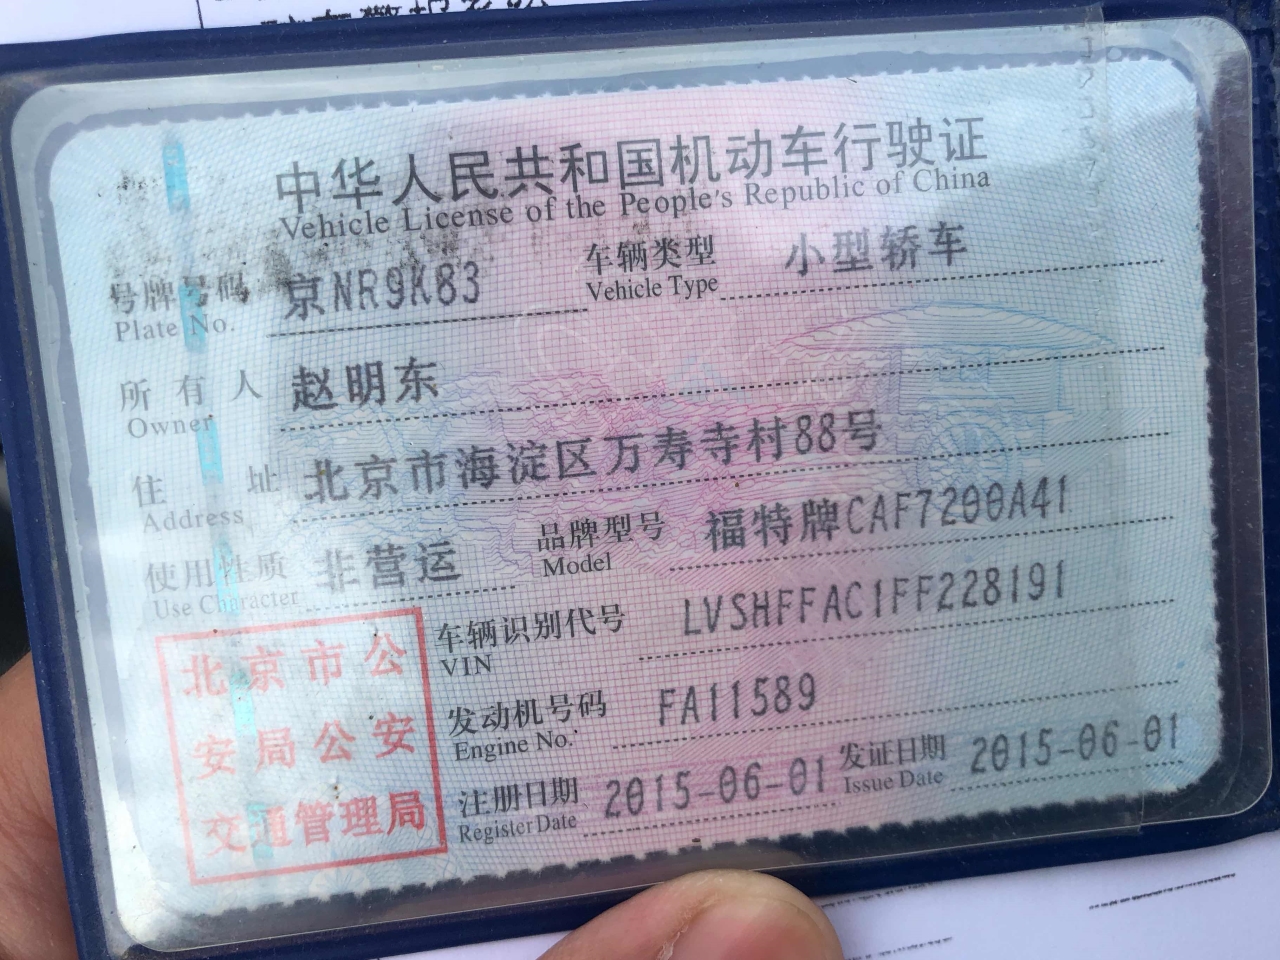 中华人民共和国机动车行驶证
Vehicle License of the People's Republic of China
号牌号码 京NR9K83 车辆类型 小型轿车
Plate No. Vehicle Type
所有人 赵明东
Owner
住址 北京市海淀区万寿寺村88号
Address
使用性质 非营运 品牌型号 福特牌CAF7200A41
Use Character Model
车辆识别代号 LVSHFFAC1FF228191
VIN
发动机号码 FA11589
Engine No.
注册日期 2015-06-01 发证日期 2015-06-01
Register Date Issue Date
北京市公
安局公安
交通管理局